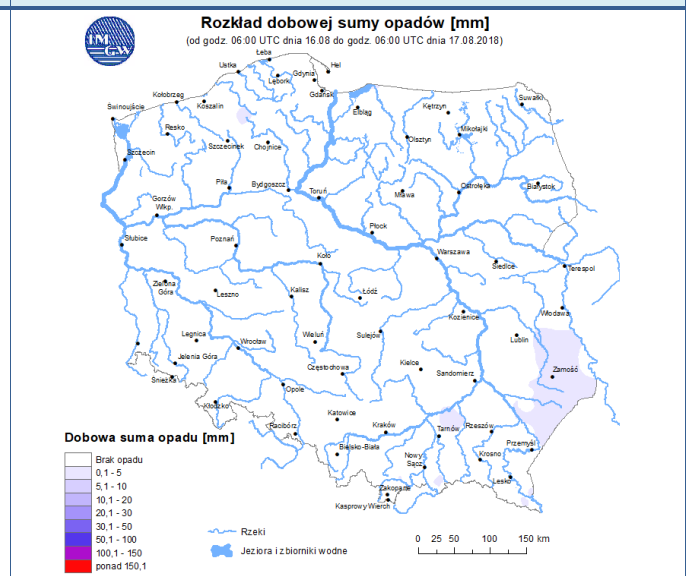 Rozkład dobowej sumy opadów [mm]
(od godz. 06:00 UTC dnia 16.08 do godz. 06:00 UTC dnia 17.08.2018)
IM
GW
Łeba
Ustka
Hel
Lębork
Gdynia
Gdańsk
Kołobrzeg
Koszalin
Świnoujście
Elbląg
Kętrzyn
Suwałki
Resko
Szczecinek
Chojnice
Olsztyn
Mikołajki
Szczecin
Piła
Bydgoszcz
Toruń
Mława
Ostrołęka
Białystok
Gorzów
Wlkp.
Płock
Słubice
Poznań
Koło
Warszawa
Siedlce
Terespol
Zielona
Góra
Leszno
Kalisz
Łódź
Kozienice
Włodawa
Legnica
Wrocław
Wieluń
Sulejów
Lublin
Jelenia Góra
Śnieżka
Częstochowa
Kielce
Sandomierz
Zamość
Kłodzko
Opole
Katowice
Racibórz
Kraków
Tarnów
Rzeszów
Przemyśl
Bielsko-Biała
Nowy
Sącz
Krosno
Lesko
Zakopane
Kasprowy Wierch
Dobowa suma opadu [mm]
Brak opadu
0,1 - 5
5,1 - 10
10,1 - 20
20,1 - 30
30,1 - 50
50,1 - 100
100,1 - 150
ponad 150,1
Rzeki
Jeziora i zbiorniki wodne
0 25 50 100 150 km